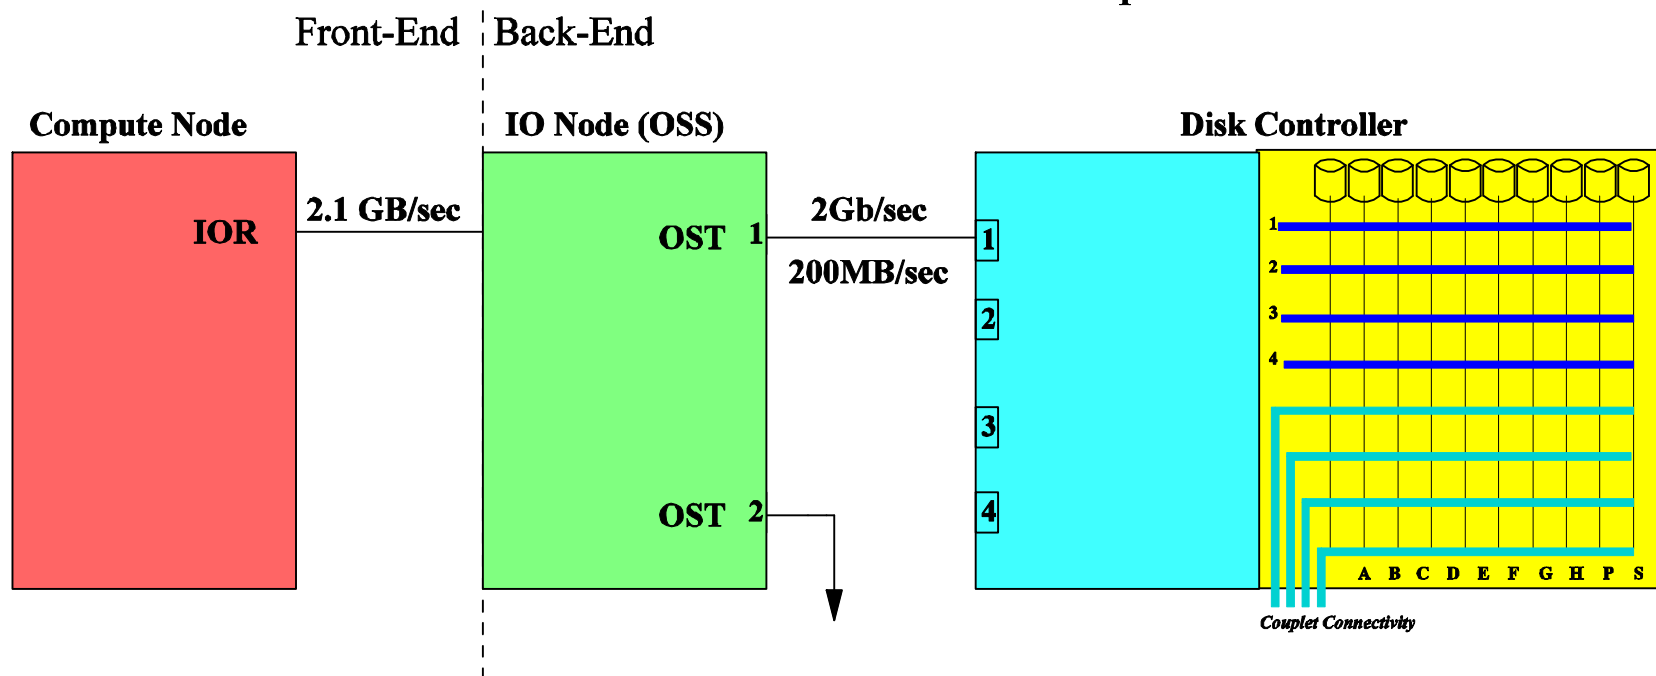 Front-End
Back-End
Compute Node
IO Node (OSS)
Disk Controller
IOR
2.1 GB/sec
OST 1
2Gb/sec
200MB/sec
OST 2
1
2
3
4
1
2
3
4
A B C D E F G H P S
Couplet Connectivity